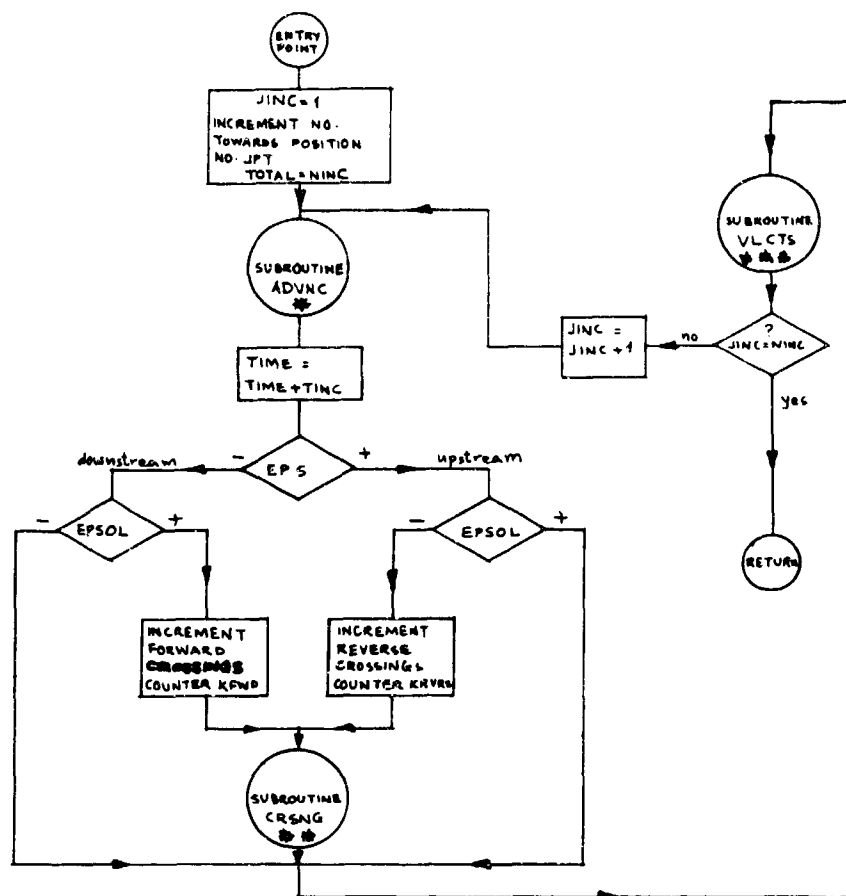 ENTRY
POINT
JINC=1
INCREMENT NO.
TOWARDS POSITION
NO. JPT
TOTAL=NINC
SUBROUTINE
ADVNC
*
TIME =
TIME+TINC
- EPS +
downstream
upstream
- EPSOL +
- EPSOL +
INCREMENT
FORWARD
CROSSINGS
COUNTER KFWD
INCREMENT
REVERSE
CROSSINGS
COUNTER KRVRS
SUBROUTINE
CRSNG
* *
SUBROUTINE
VLCTS
* * *
?
JINC=NINC
no
JINC =
JINC +1
yes
RETURN